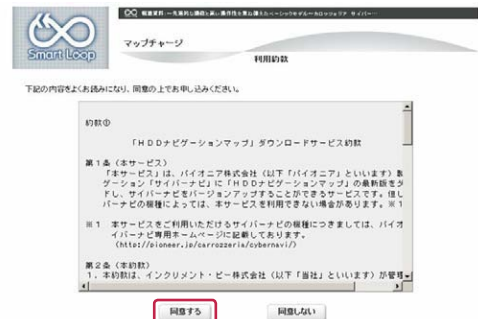 Smart Loop
マップチャージ
利用約款
下記の内容をよくお読みになり、同意の上でお申し込みください。
約款①
「HDDナビゲーションマップ」ダウンロードサービス約款
第1条（本サービス）
「本サービス」は、パイオニア株式会社（以下「パイオニア」といいます）製
ゲーション「サイバーナビ」に「HDDナビゲーションマップ」の最新版をダ
ドし、サイバーナビをバージョンアップすることができるサービスです。但し
バーナビの機種によっては、本サービスを利用できない場合があります。※1
※1 本サービスをご利用いただけるサイバーナビの機種につきましては、パイオ
イバーナビ専用ホームページに記載しております。
(http://pioneer.jp/carrozzeria/cybernavi/)
第2条（本約款）
1．本約款は、インクリメント・ピー株式会社（以下「当社」といいます）が管理
同意する
同意しない